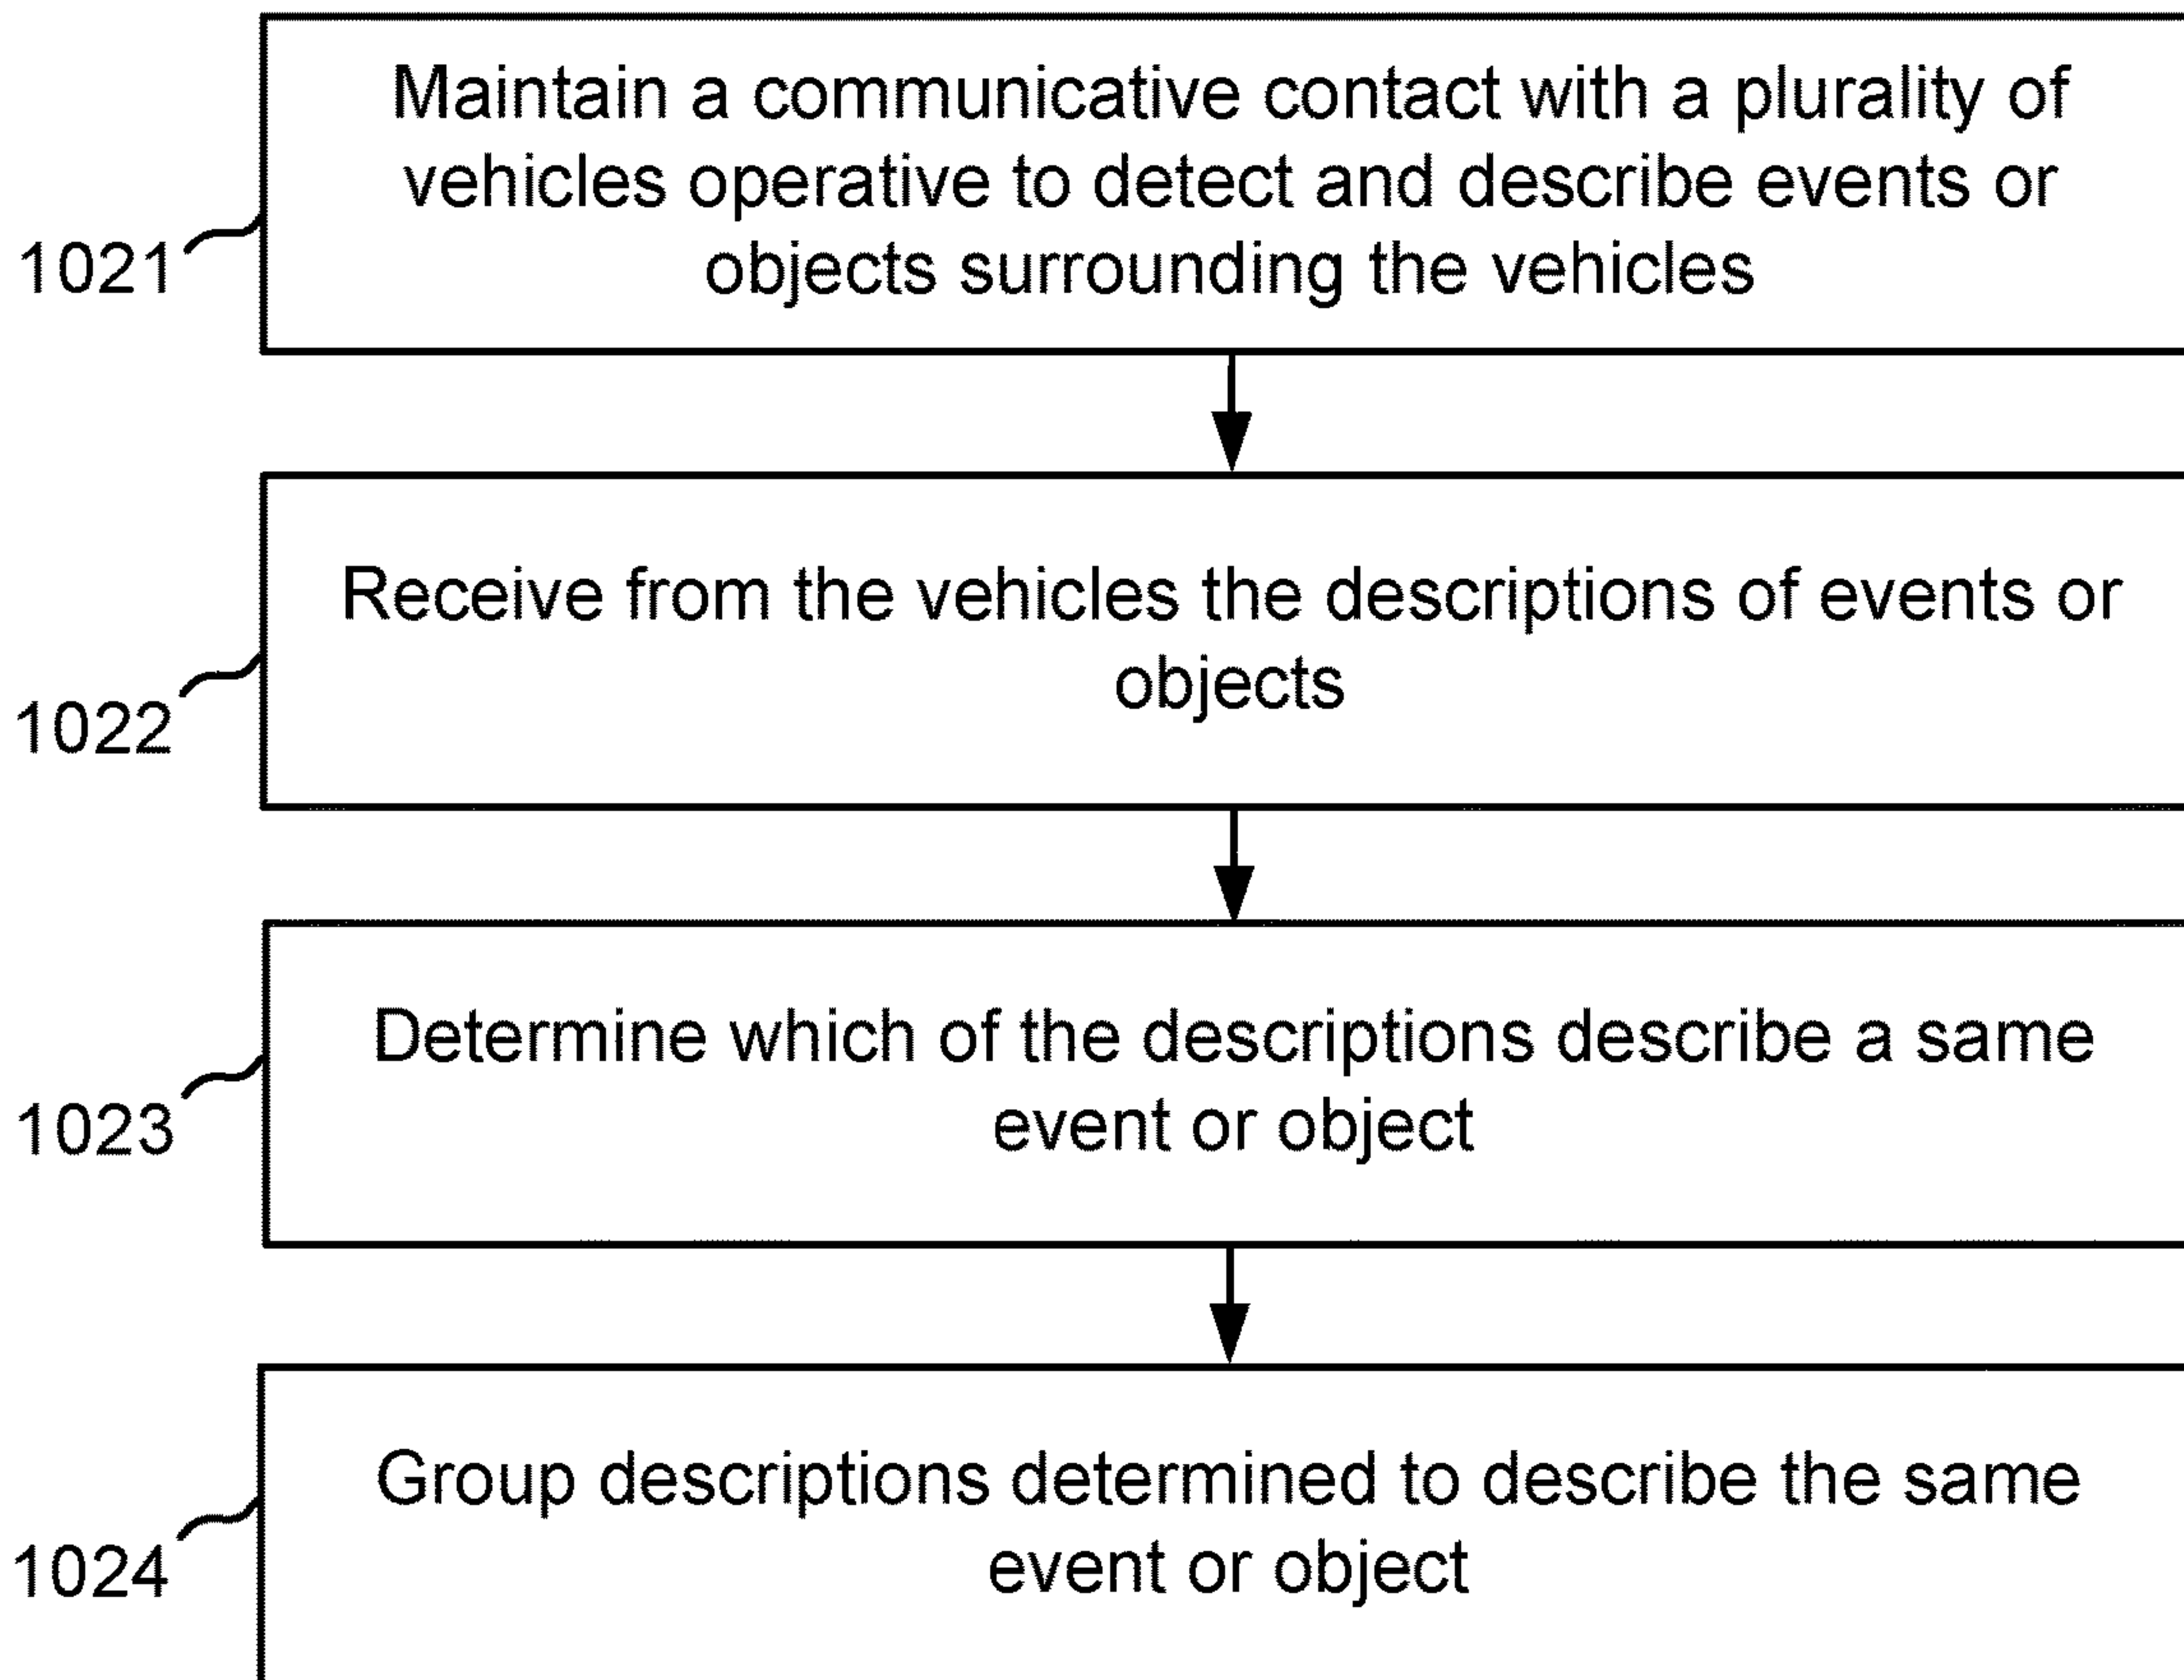 Maintain a communicative contact with a plurality of
vehicles operative to detect and describe events or
objects surrounding the vehicles
1021
Receive from the vehicles the descriptions of events or
objects
1022
Determine which of the descriptions describe a same
event or object
1023
Group descriptions determined to describe the same
event or object
1024